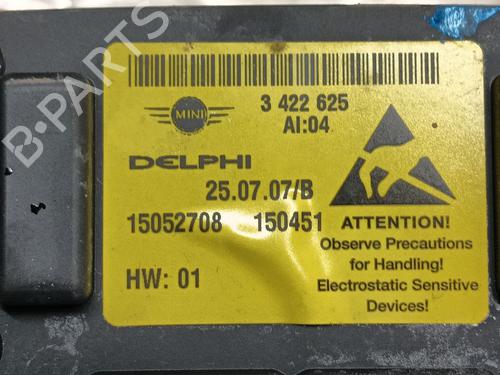 B-PARTS
MINI
3 422 625
AI:04
DELPHI
25.07.07/B
15052708 150451
HW: 01
ATTENTION!
Observe Precautions
for Handling!
Electrostatic Sensitive
Devices!